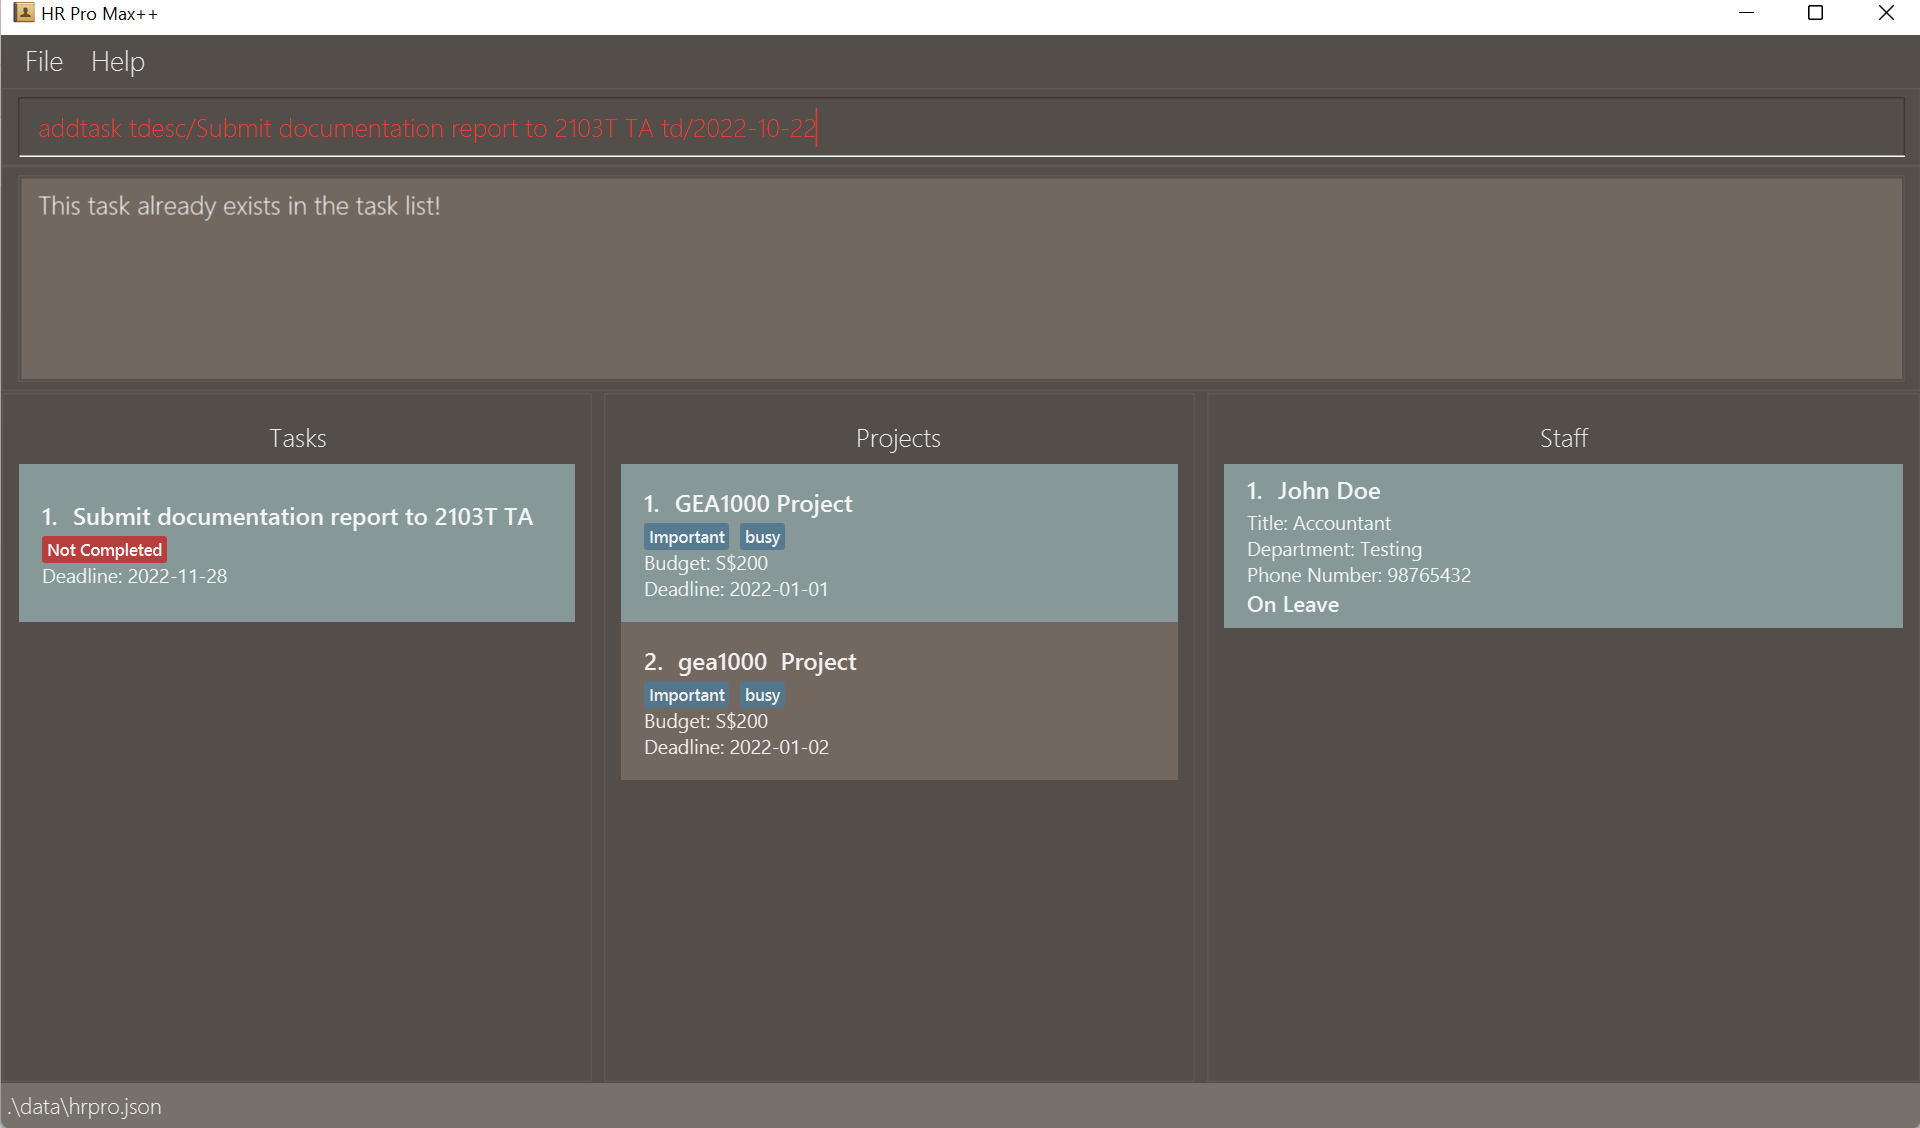 HR Pro Max++
File Help
addtask tdesc/Submit documentation report to 2103T TA td/2022-10-22
This task already exists in the task list!
Tasks
1. Submit documentation report to 2103T TA
Not Completed
Deadline: 2022-11-28
Projects
1. GEA1000 Project
Important busy
Budget: S$200
Deadline: 2022-01-01
2. gea1000 Project
Important busy
Budget: S$200
Deadline: 2022-01-02
Staff
1. John Doe
Title: Accountant
Department: Testing
Phone Number: 98765432
On Leave
.\data\hrpro.json